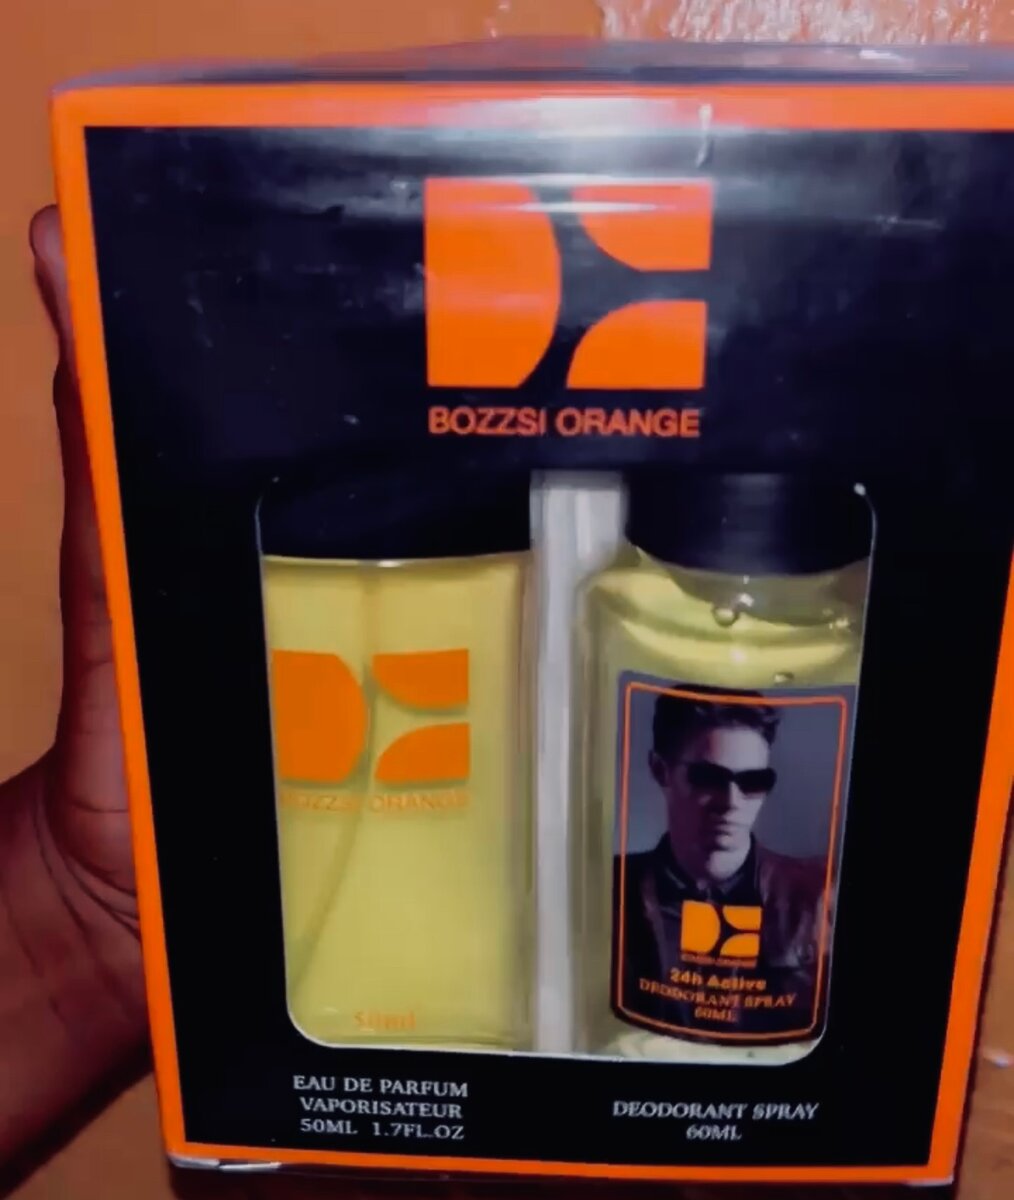 BOZZSI ORANGE
BOZZSI ORANGE
50ml
24h Active
DEODORANT SPRAY
60ML
EAU DE PARFUM
VAPORISATEUR
50ML 1.7FL.OZ
DEODORANT SPRAY
60ML